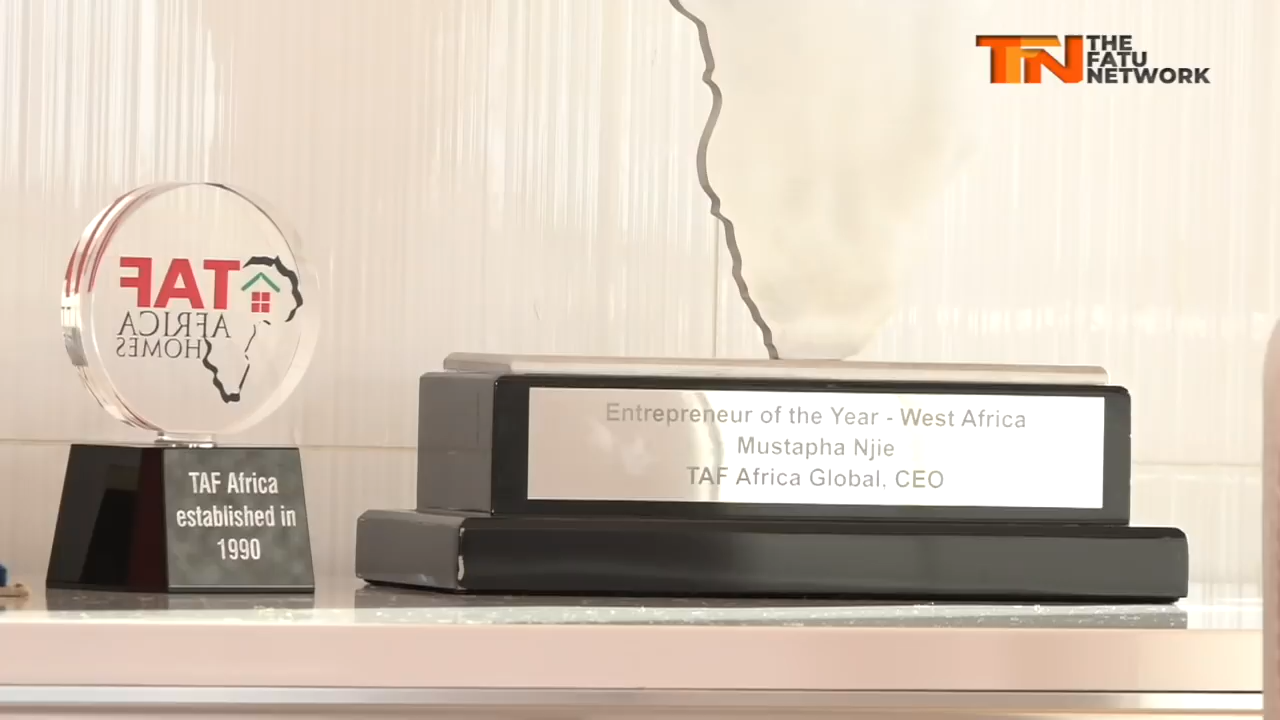 TFN THE
FATU
NETWORK
TAF
AFRICA
HOMES
TAF Africa
established in
1990
Entrepreneur of the Year - West Africa
Mustapha Njie
TAF Africa Global, CEO